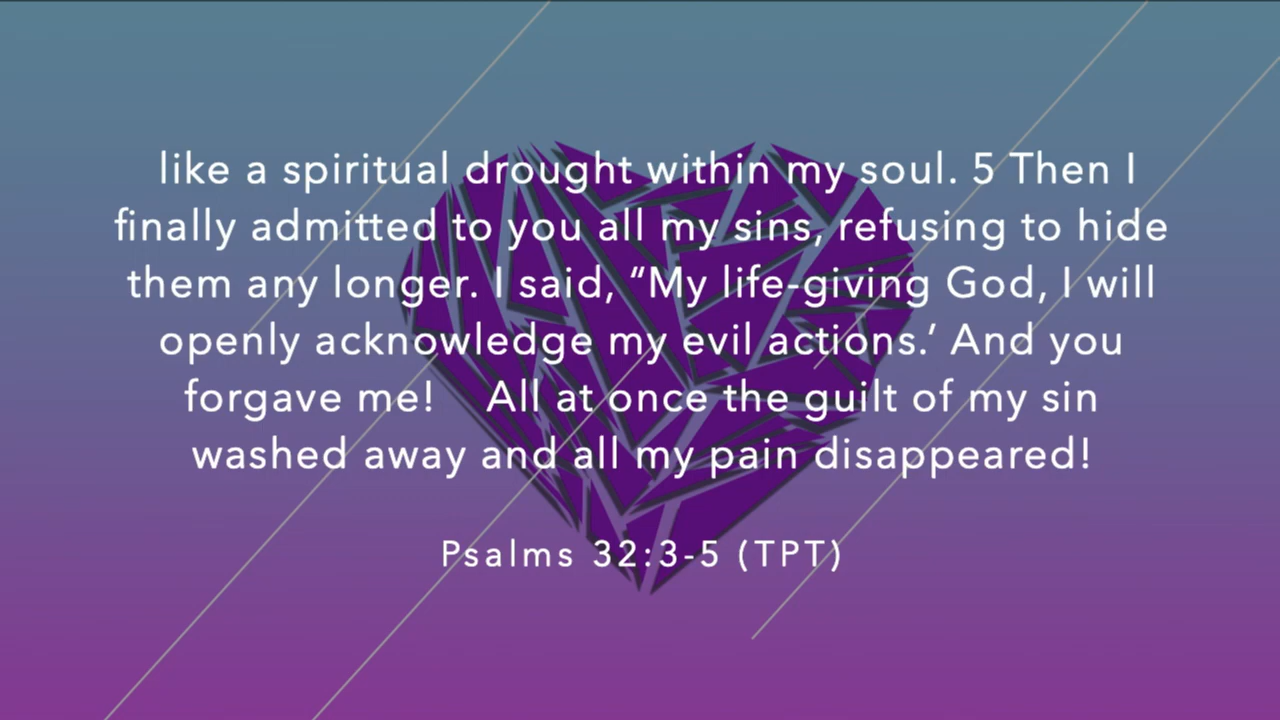 like a spiritual drought within my soul. 5 Then I
finally admitted to you all my sins, refusing to hide
them any longer. I said, “My life-giving God, I will
openly acknowledge my evil actions.’ And you
forgave me!    All at once the guilt of my sin
washed away and all my pain disappeared!
Psalms 32:3-5 (TPT)